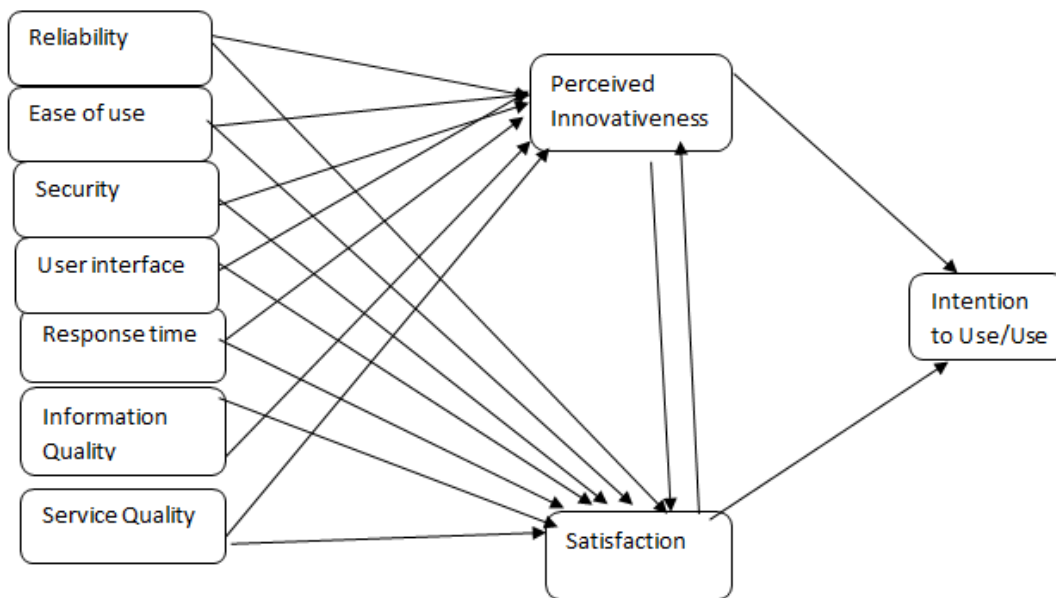 Reliability
Ease of use
Security
User interface
Response time
Information
Quality
Service Quality
Perceived
Innovativeness
Satisfaction
Intention
to Use/Use